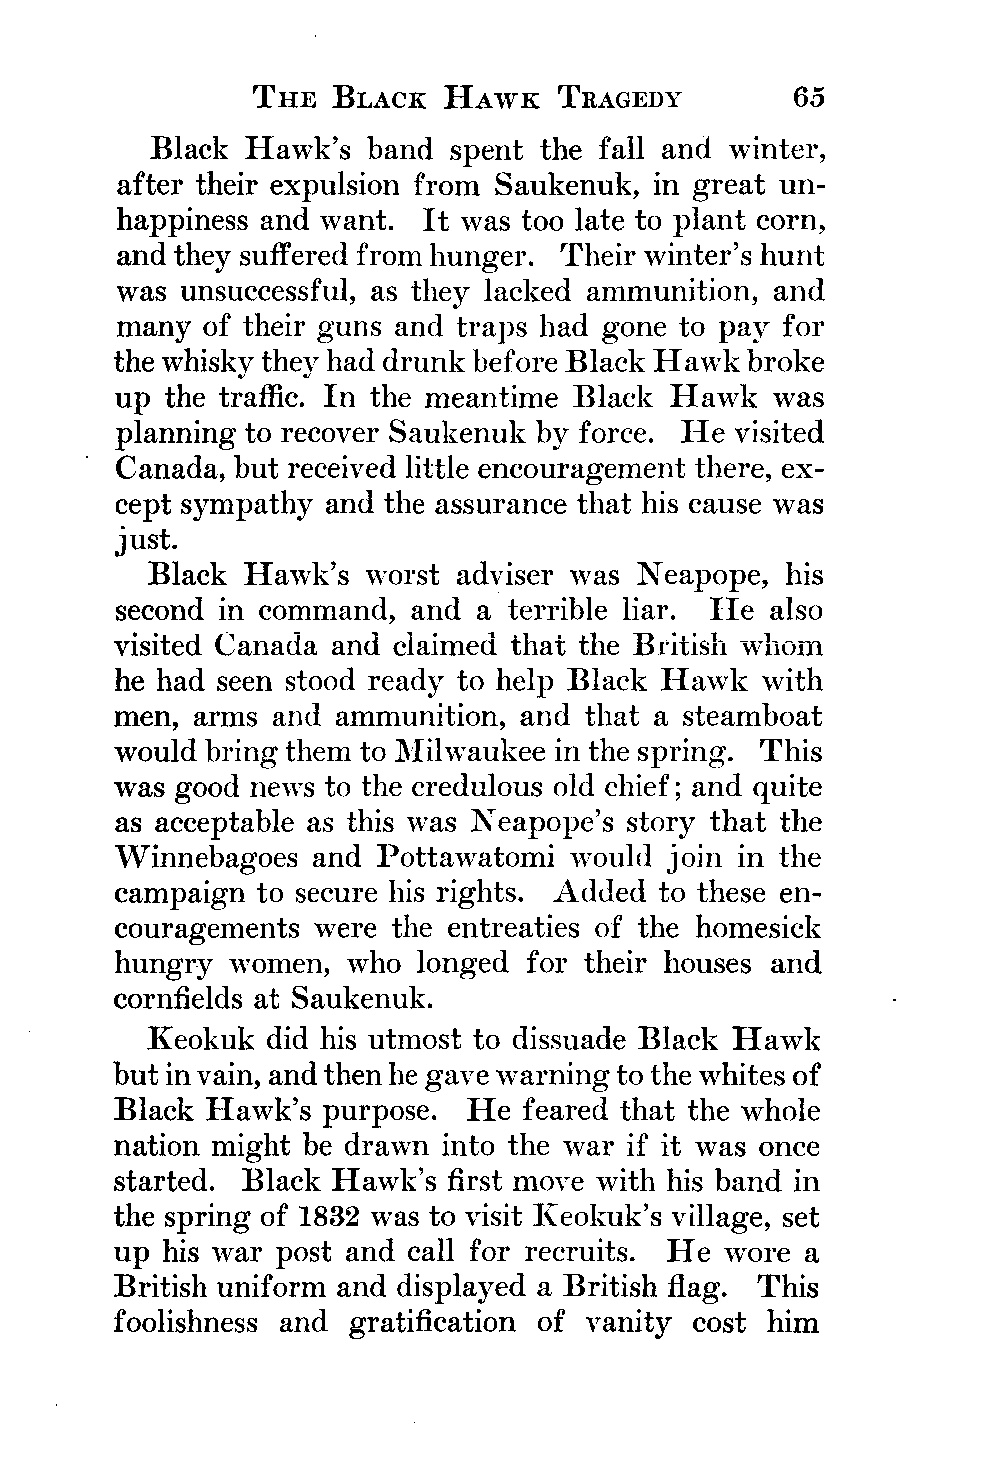 The Black Hawk Tragedy 65
Black Hawk's band spent the fall and winter,
after their expulsion from Saukenuk, in great un-
happiness and want. It was too late to plant corn,
and they suffered from hunger. Their winter's hunt
was unsuccessful, as they lacked ammunition, and
many of their guns and traps had gone to pay for
the whisky they had drunk before Black Hawk broke
up the traffic. In the meantime Black Hawk was
planning to recover Saukenuk by force. He visited
Canada, but received little encouragement there, ex-
cept sympathy and the assurance that his cause was
just.
Black Hawk's worst adviser was Neapope, his
second in command, and a terrible liar. He also
visited Canada and claimed that the British whom
he had seen stood ready to help Black Hawk with
men, arms and ammunition, and that a steamboat
would bring them to Milwaukee in the spring. This
was good news to the credulous old chief; and quite
as acceptable as this was Neapope's story that the
Winnebagoes and Pottawatomi would join in the
campaign to secure his rights. Added to these en-
couragements were the entreaties of the homesick
hungry women, who longed for their houses and
cornfields at Saukenuk.
Keokuk did his utmost to dissuade Black Hawk
but in vain, and then he gave warning to the whites of
Black Hawk's purpose. He feared that the whole
nation might be drawn into the war if it was once
started. Black Hawk's first move with his band in
the spring of 1832 was to visit Keokuk's village, set
up his war post and call for recruits. He wore a
British uniform and displayed a British flag. This
foolishness and gratification of vanity cost him